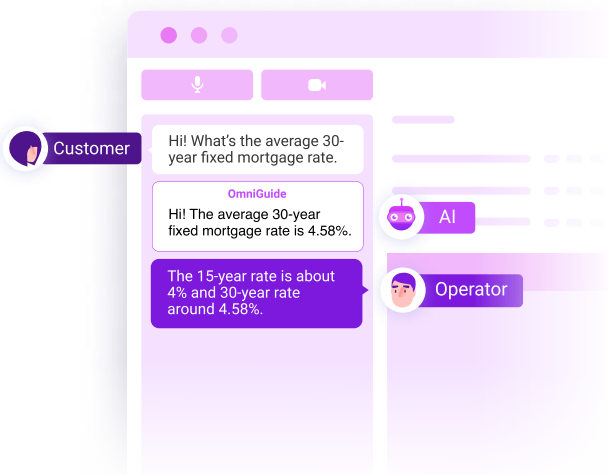 Customer
Hi! What's the average 30-
year fixed mortgage rate.
OmniGuide
Hi! The average 30-year
fixed mortgage rate is 4.58%.
AI
The 15-year rate is about
4% and 30-year rate
around 4.58%.
Operator